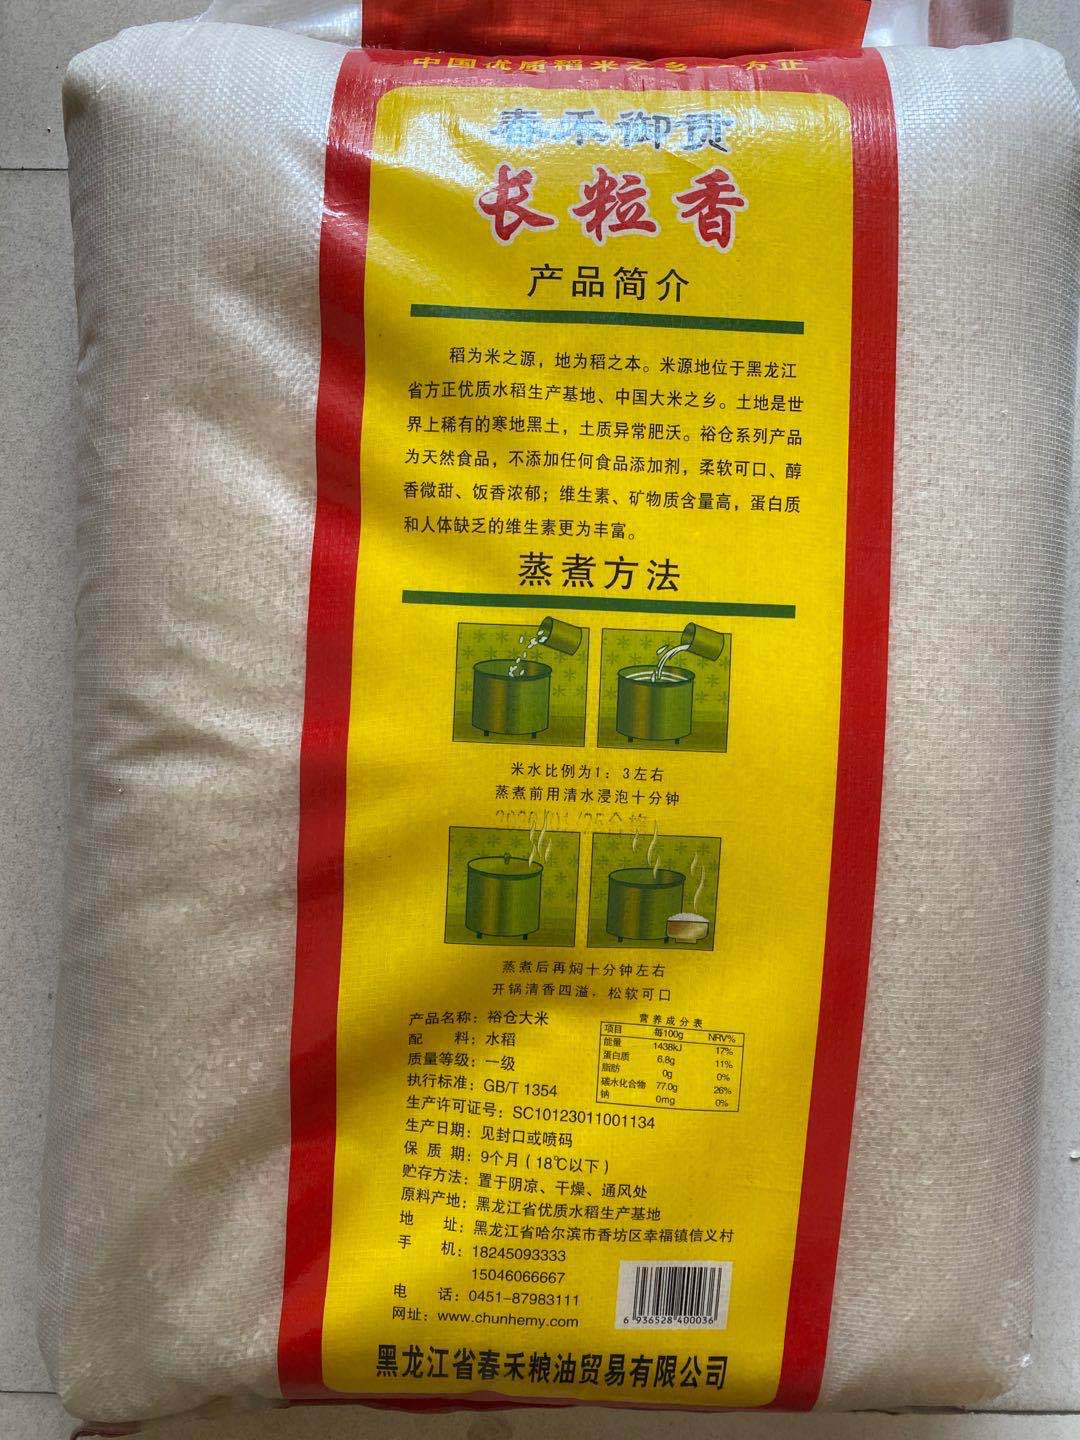 中国优质稻米之乡—方正
春禾御贡
长粒香
产品简介
稻为米之源，地为稻之本。米源地位于黑龙江
省方正优质水稻生产基地、中国大米之乡。土地是世
界上稀有的寒地黑土，土质异常肥沃。裕仓系列产品
为天然食品，不添加任何食品添加剂，柔软可口、醇
香微甜、饭香浓郁；维生素、矿物质含量高，蛋白质
和人体缺乏的维生素更为丰富。
蒸煮方法
米水比例为1：3左右
蒸煮前用清水浸泡十分钟
蒸煮后再焖十分钟左右
开锅清香四溢．松软可口
产品名称：裕仓大米
配 料：水稻
质量等级：一级
执行标准：GB/T 1354
生产许可证号：SC10123011001134
生产日期：见封口或喷码
保 质 期：9个月（18℃以下）
贮存方法：置于阴凉、干燥、通风处
原料产地：黑龙江省优质水稻生产基地
地 址：黑龙江省哈尔滨市香坊区幸福镇信义村
手 机：18245093333
15046066667
电 话：0451-87983111
网址：www.chunhemy.com
营养成分表
项目 每100g NRV%
能量 1438kJ 17%
蛋白质 6.8g 11%
脂肪 0g 0%
碳水化合物 77.0g 26%
钠 0mg 0%
6 936528 400036
黑龙江省春禾粮油贸易有限公司